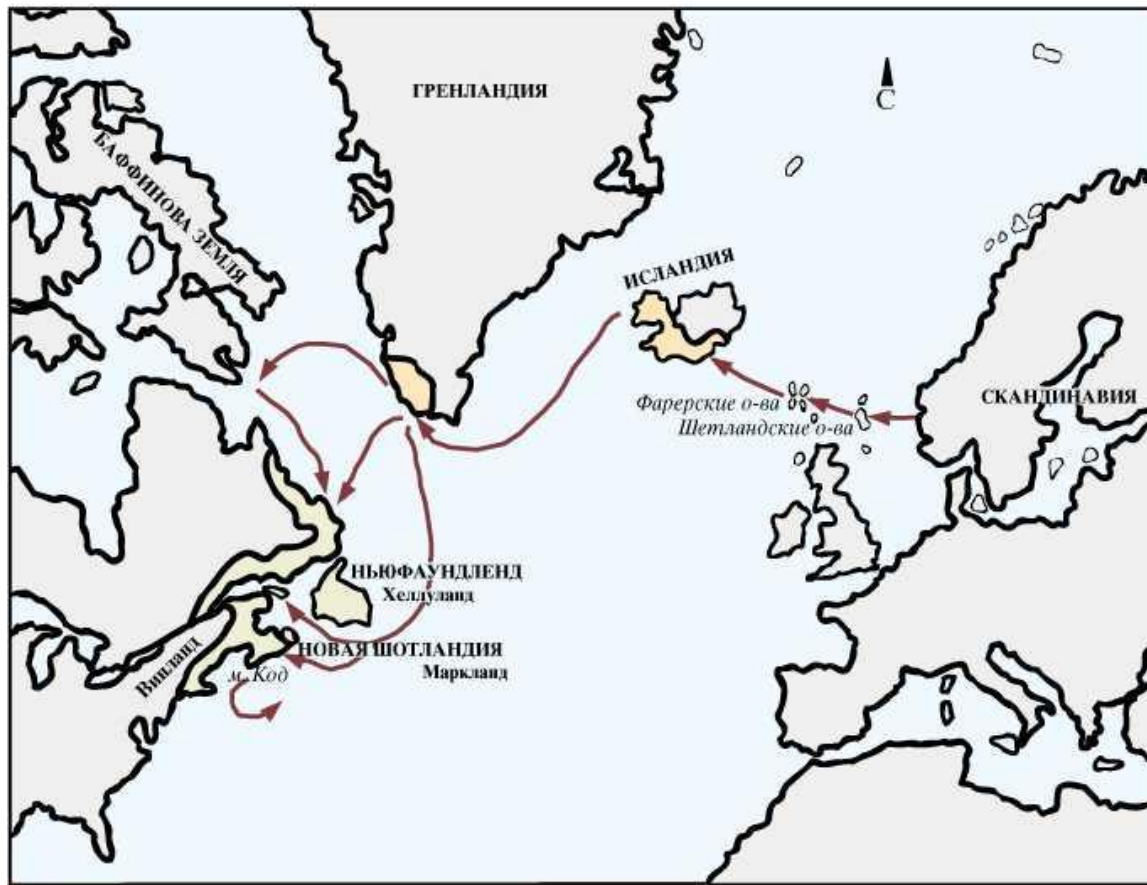 ГРЕНЛАНДИЯ
С
БАФФИНОВА ЗЕМЛЯ
ИСЛАНДИЯ
Фарерские о-ва
Шетландские о-ва
СКАНДИНАВИЯ
НЬЮФАУНДЛЕНД
Хеллуланд
НОВАЯ ШОТЛАНДИЯ
Маркланд
Винланд
м. Код